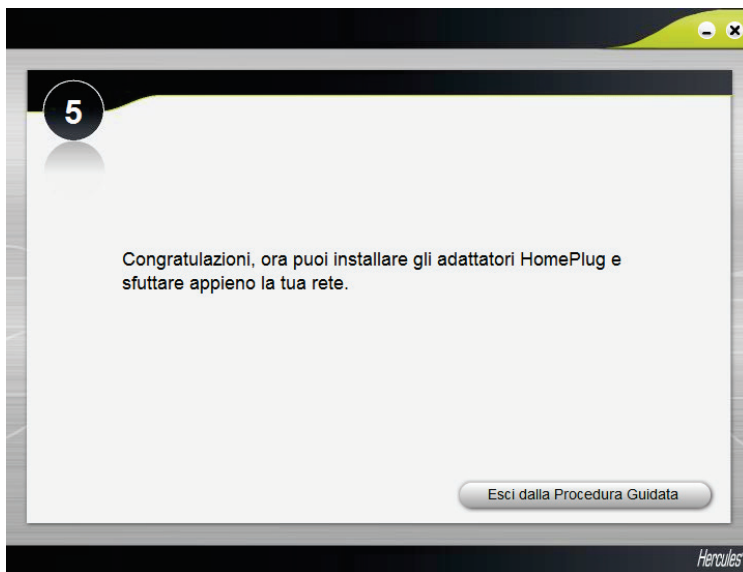 5
Congratulazioni, ora puoi installare gli adattatori HomePlug e
sfuttare appieno la tua rete.
Esci dalla Procedura Guidata
Hercules